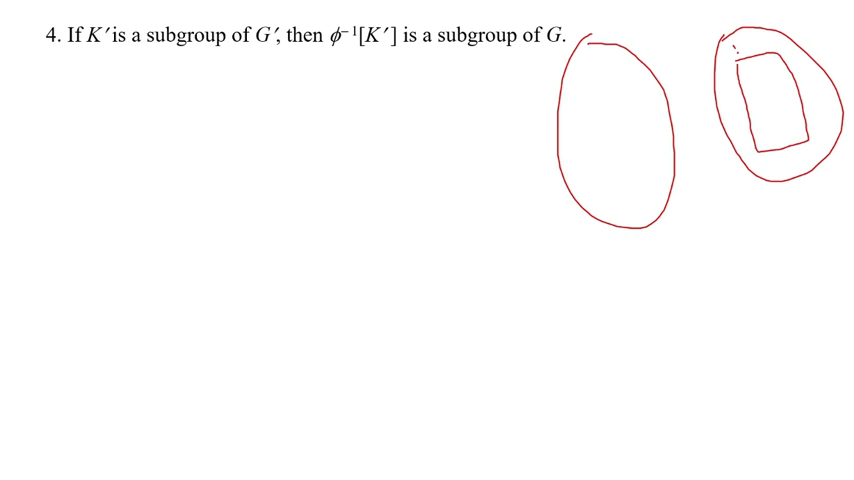 4. If K′ is a subgroup of G′, then ϕ⁻¹[K′] is a subgroup of G.